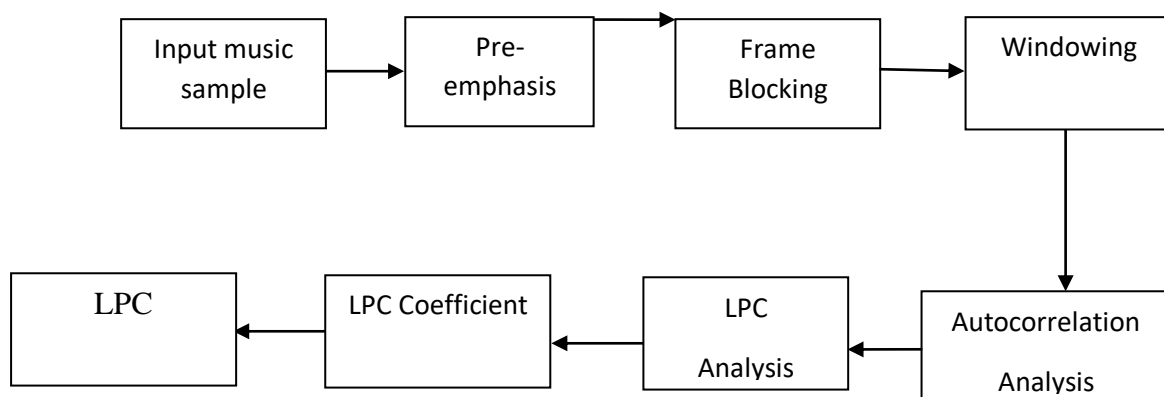 Input music
sample
Pre-
emphasis
Frame
Blocking
Windowing
LPC
LPC Coefficient
LPC
Analysis
Autocorrelation
Analysis